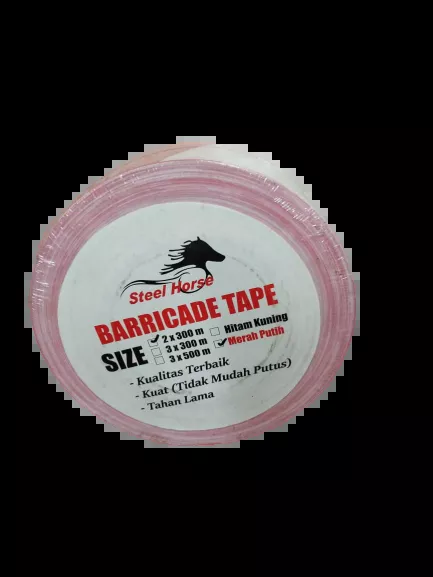 Steel Horse
BARRICADE TAPE
SIZE
2 x 300 m
3 x 300 m
3 x 500 m
Hitam Kuning
Merah Putih
- Kualitas Terbaik
- Kuat (Tidak Mudah Putus)
- Tahan Lama